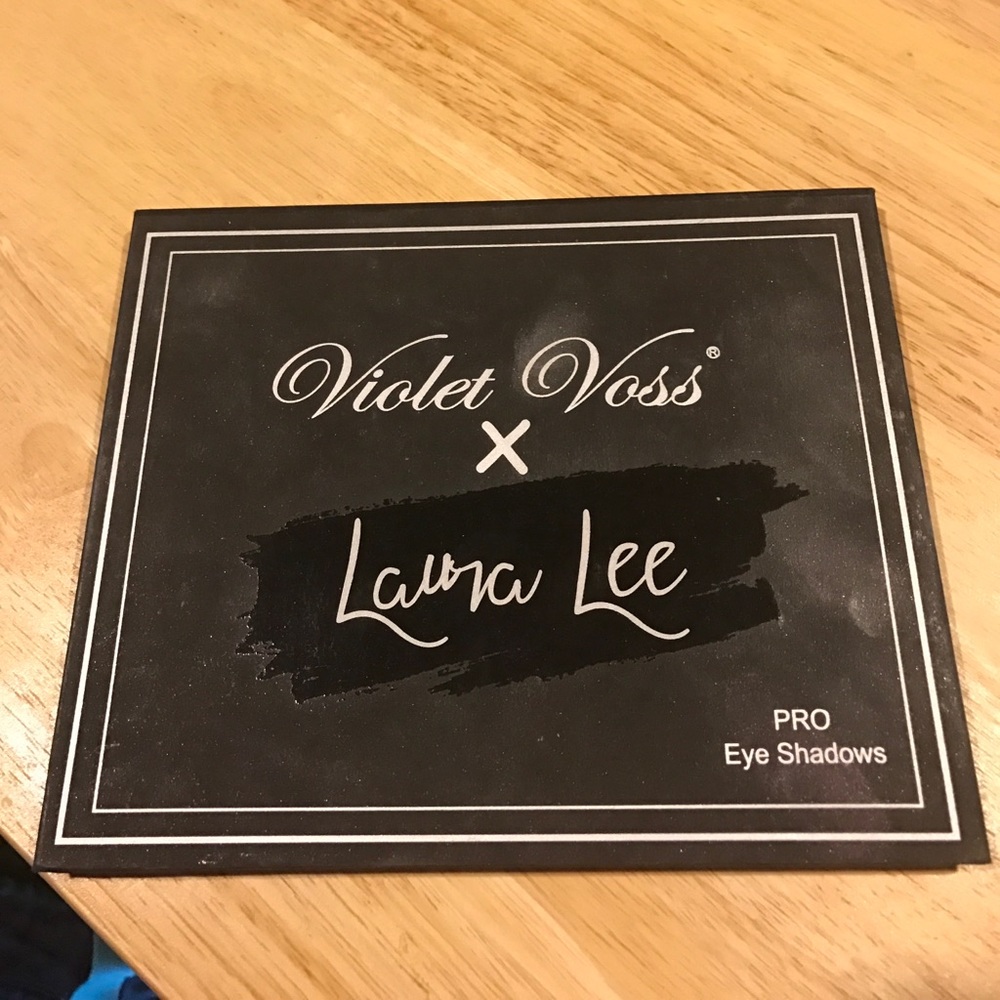 Violet Voss®
X
Laura Lee
PRO
Eye Shadows